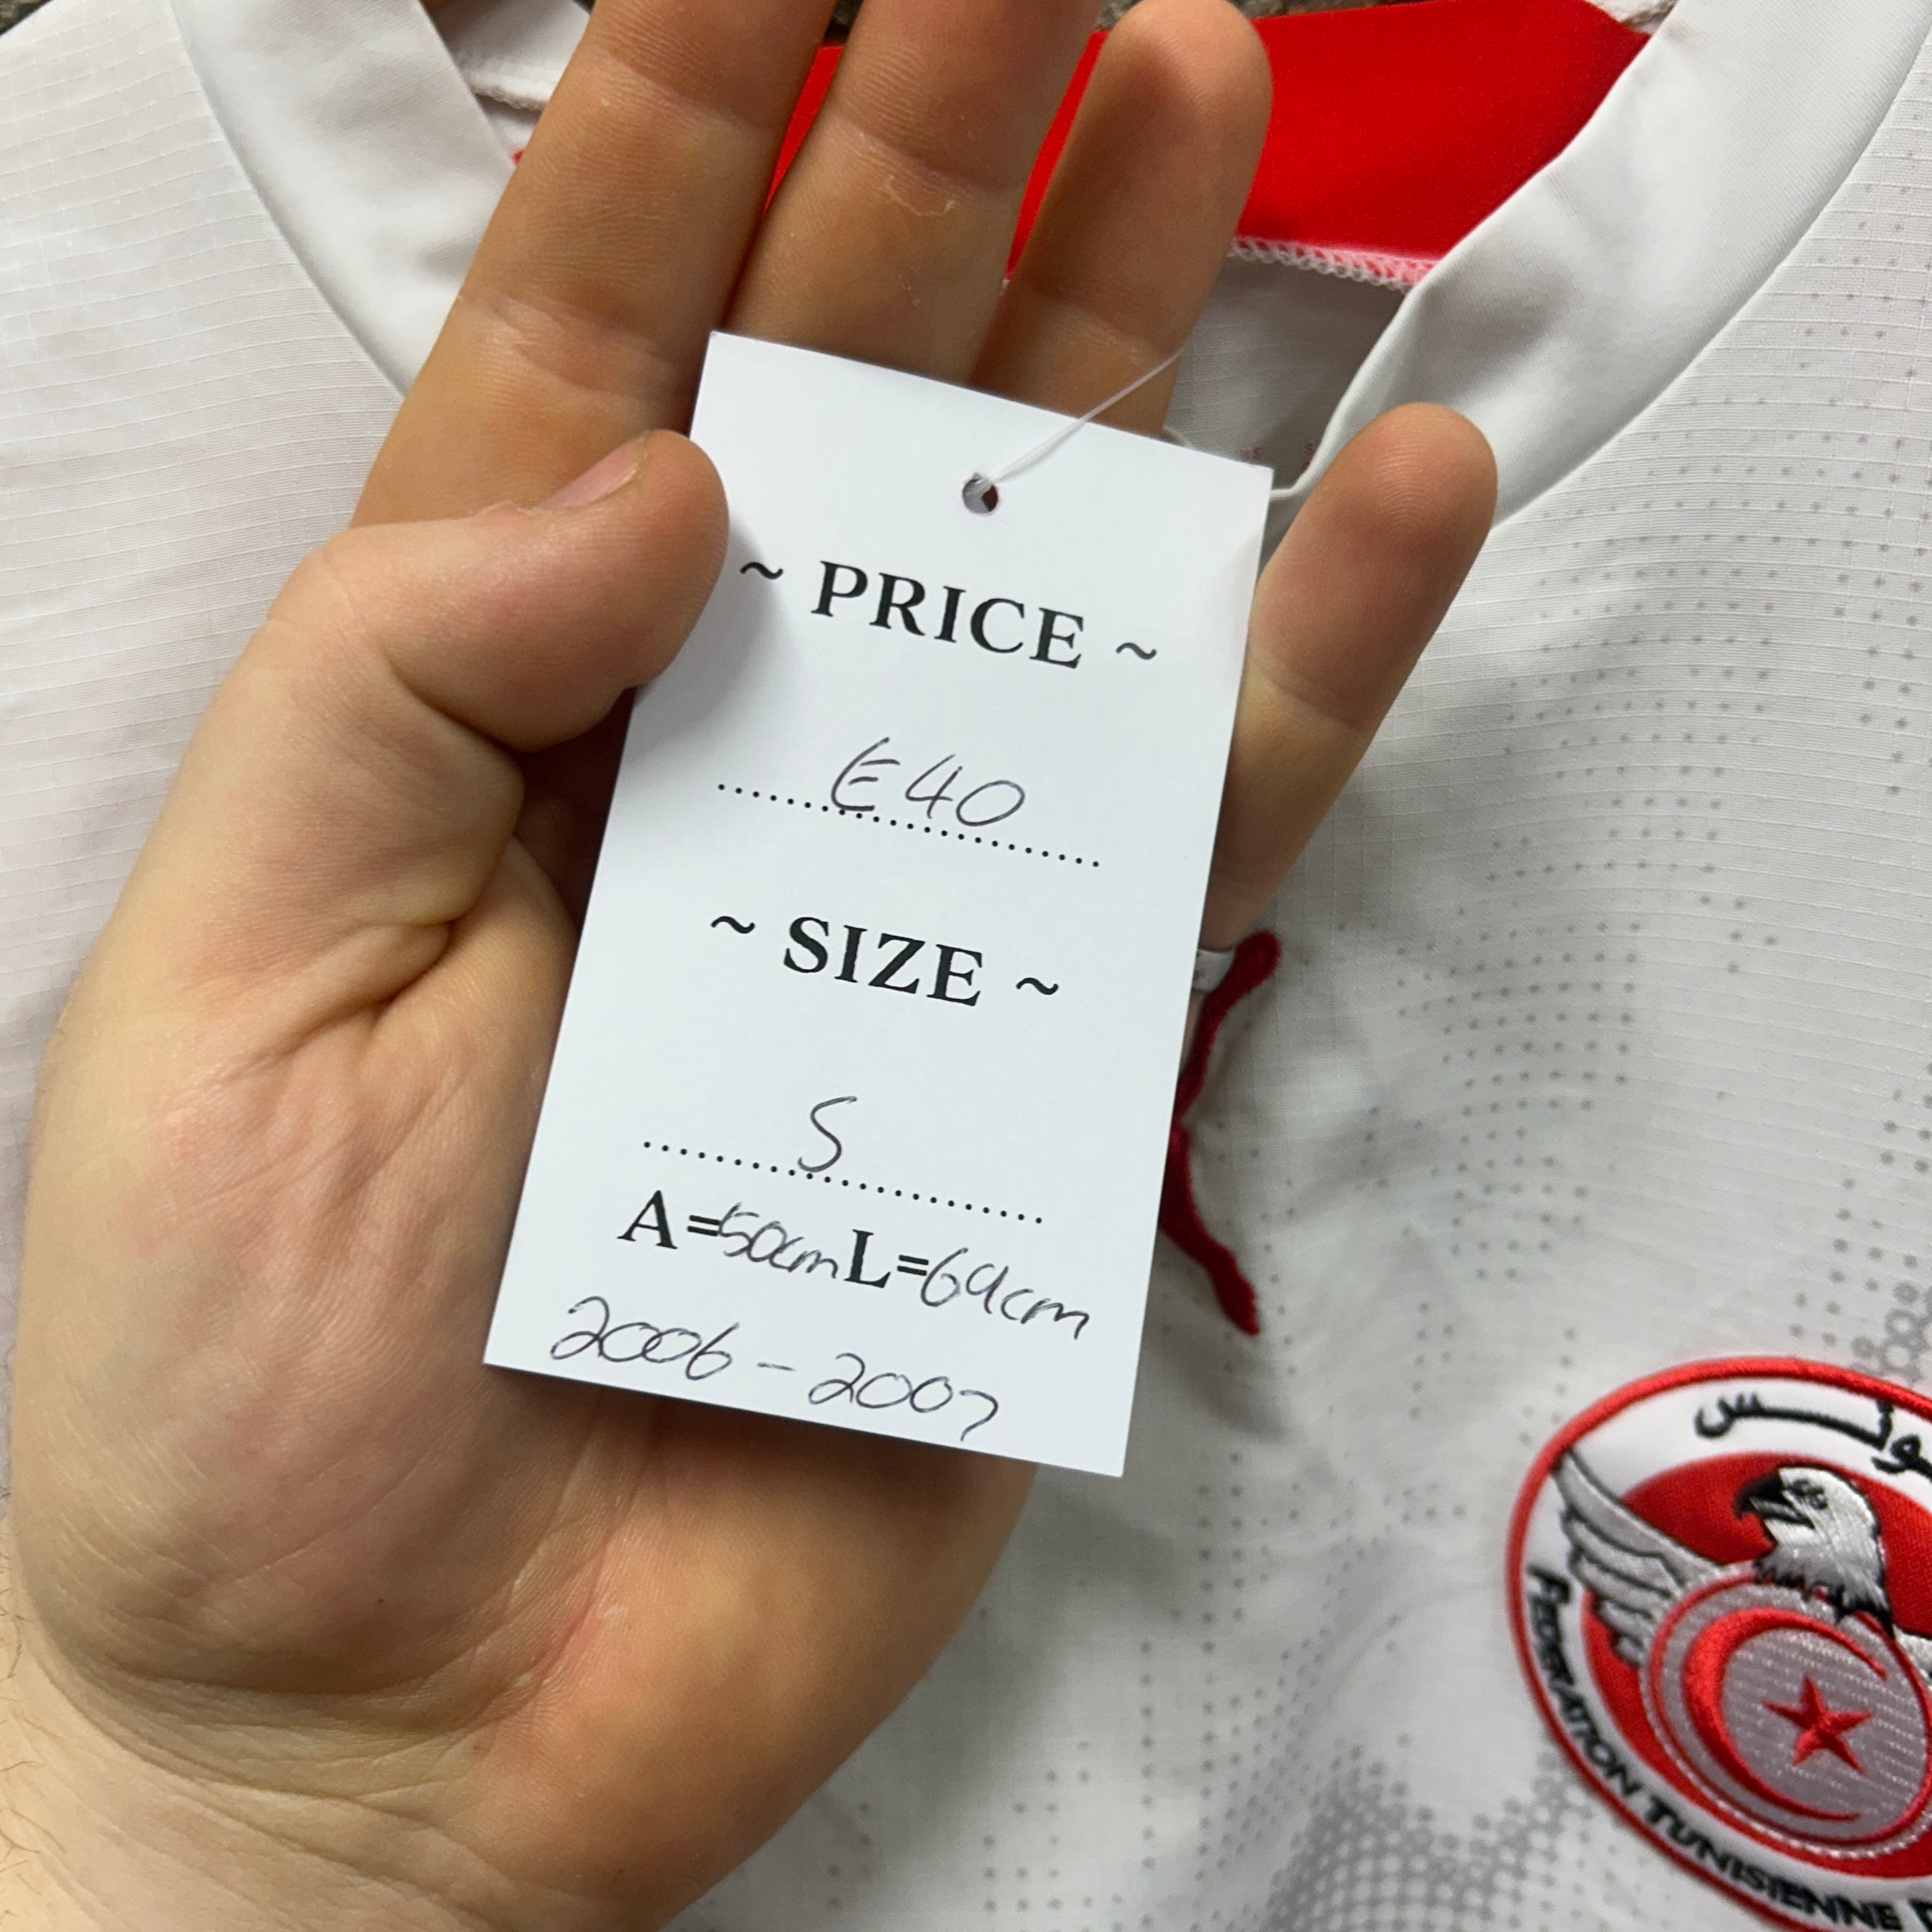 ~ PRICE ~
€40
~ SIZE ~
S
A=50cm L=69cm
2006-2007
تونس
FEDERATION TUNISIENNE